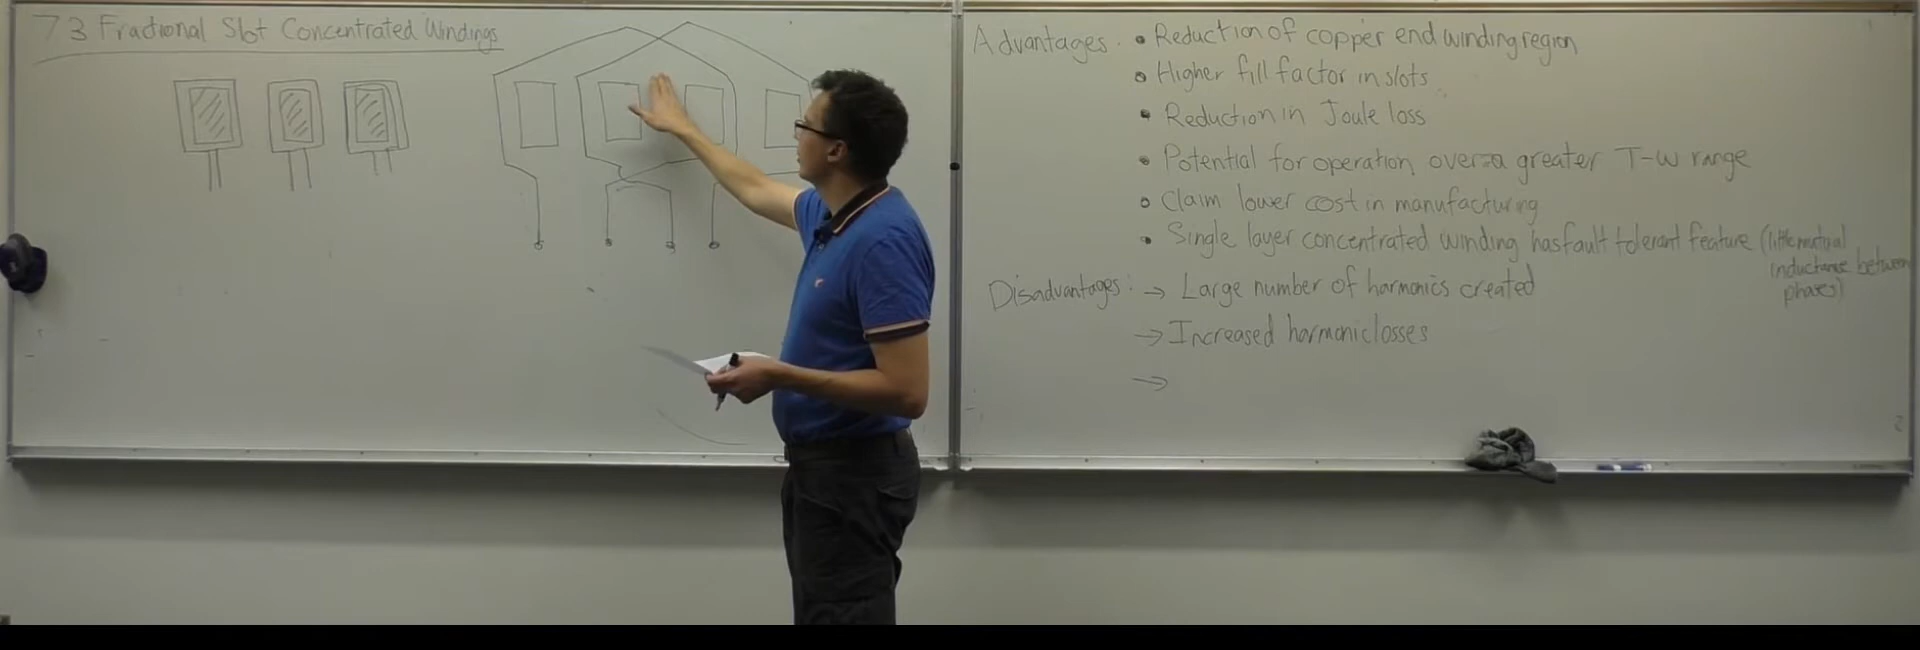 7.3 Fractional Slot Concentrated Windings
Advantages: • Reduction of copper end winding region
• Higher fill factor in slots
• Reduction in Joule loss
• Potential for operation over a greater T-ω range
• Claim lower cost in manufacturing
• Single layer concentrated winding has fault tolerant feature (little mutual
inductance between
phases)
Disadvantages: → Large number of harmonics created
→ Increased harmonic losses
→